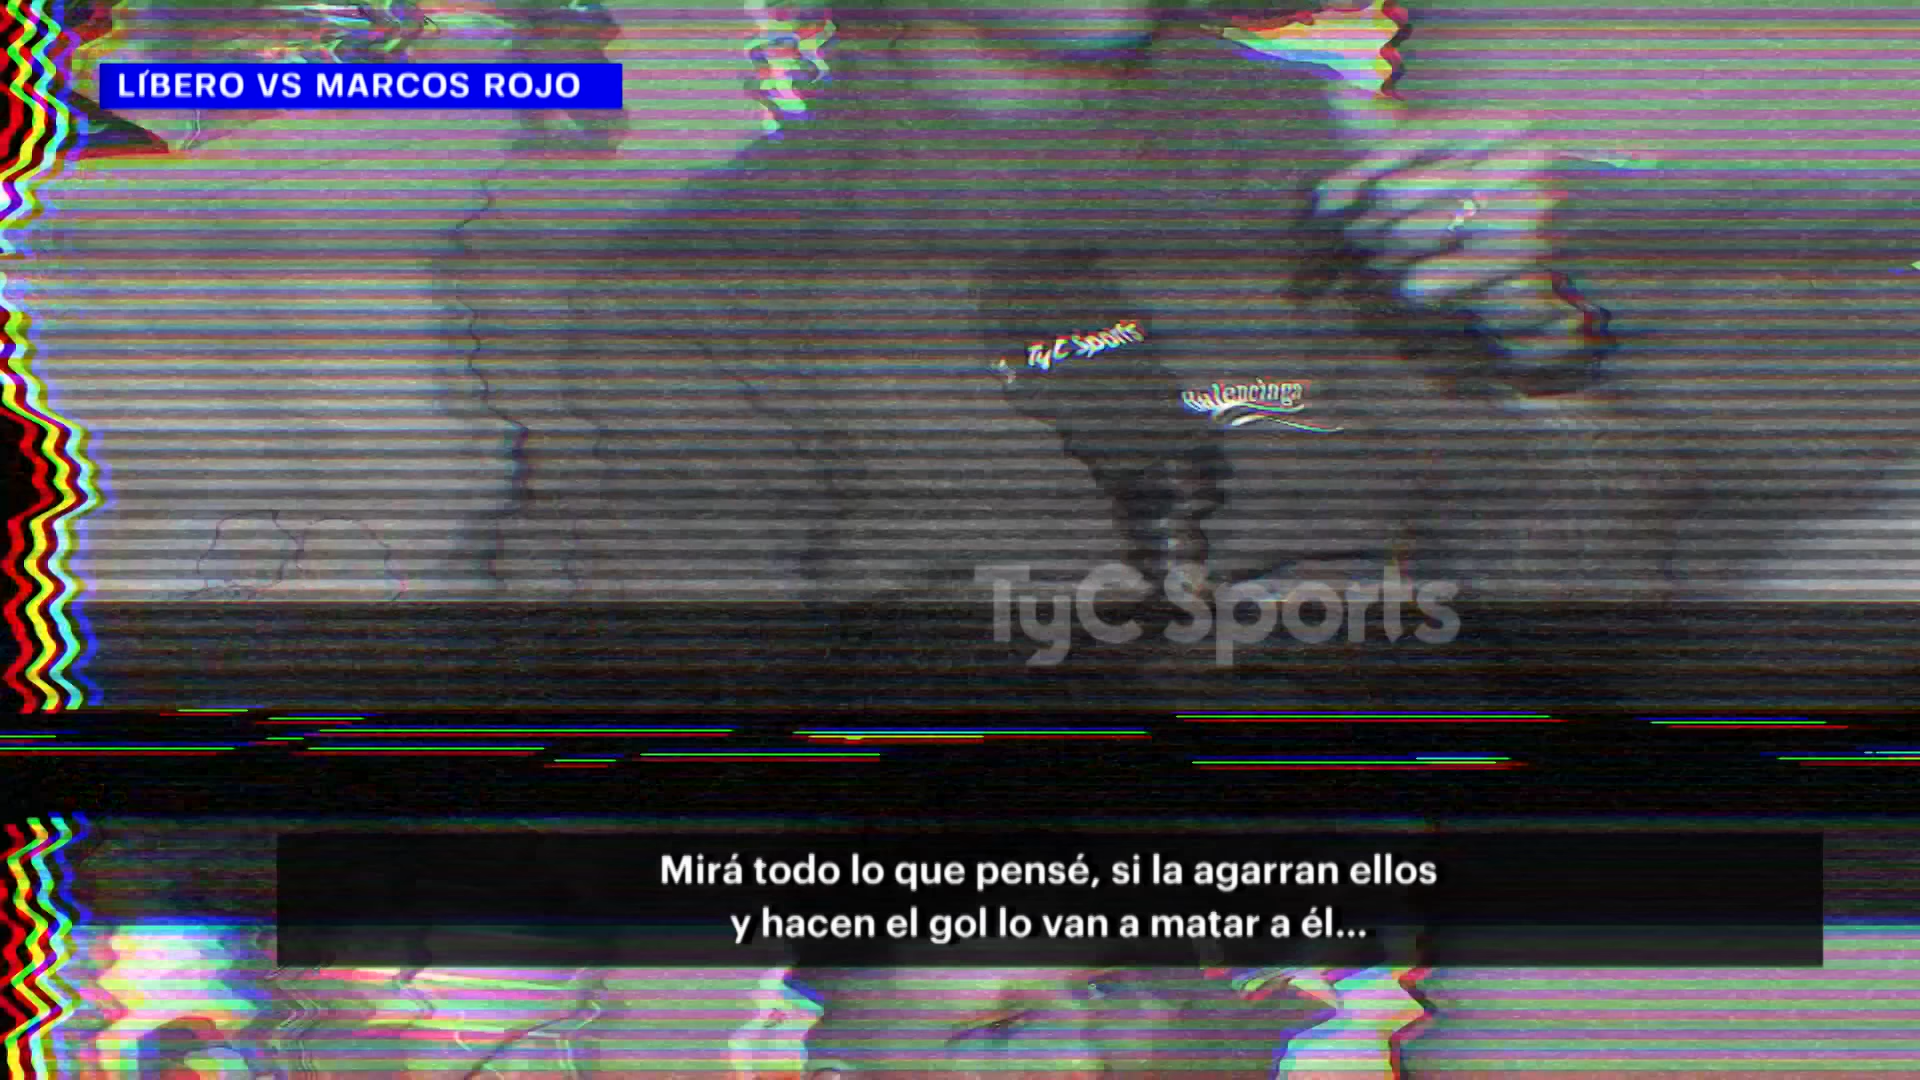 LÍBERO VS MARCOS ROJO
TyC Sports
Balenciaga
TyC Sports
Mirá todo lo que pensé, si la agarran ellos
y hacen el gol lo van a matar a él...